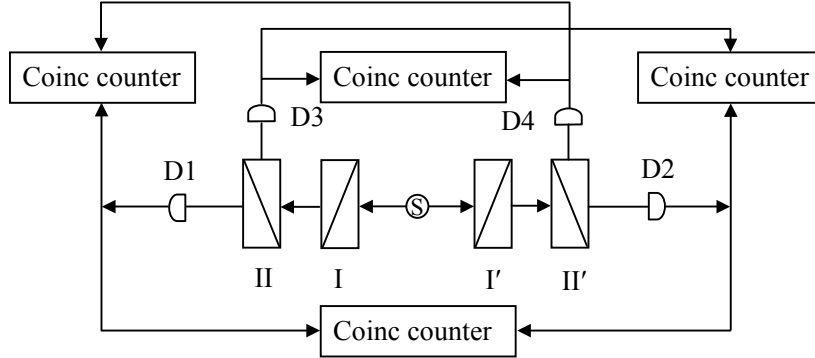 Coinc counter
Coinc counter
Coinc counter
D3
D4
D1
D2
S
II
I
I′
II′
Coinc counter